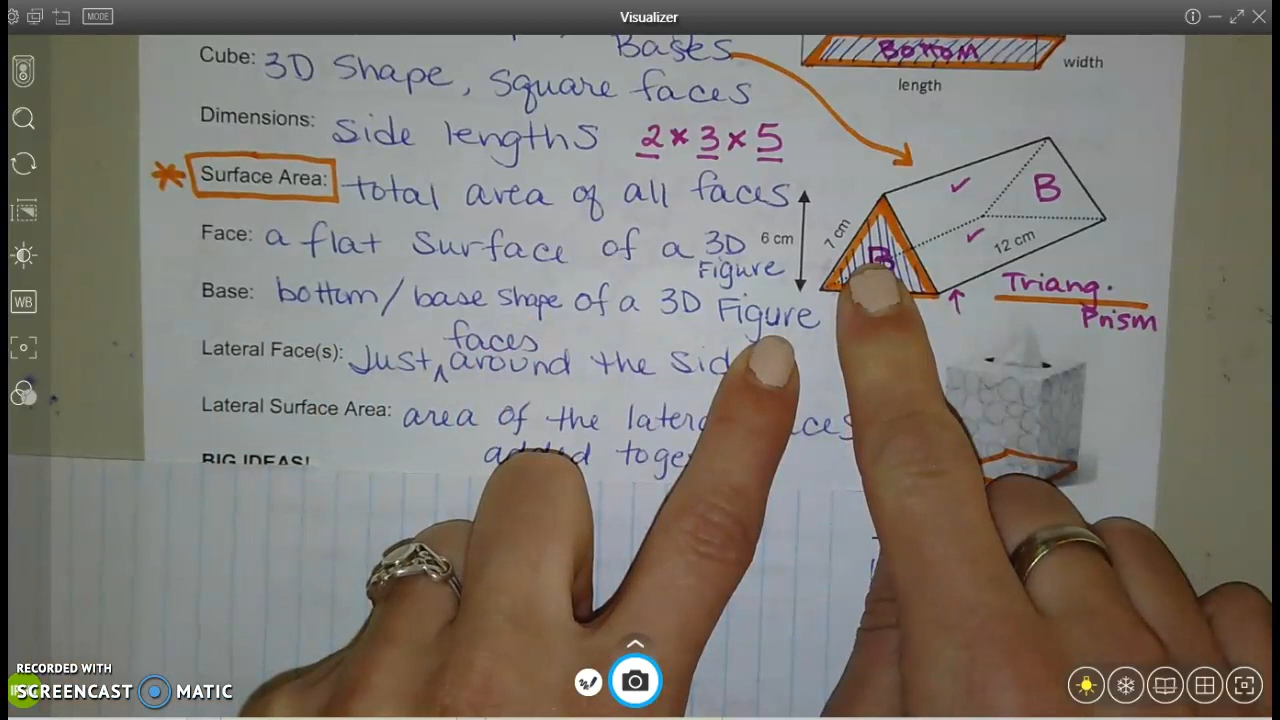 MODE
Visualizer
Bases
BOTTOM
width
length
Cube: 3D Shape, square faces
Dimensions: side lengths 2 x 3 x 5
* Surface Area: total area of all faces
B
7 cm
6 cm
12 cm
B
Face: a flat surface of a 3D
Figure
Triang.
Prism
Base: bottom/base shape of a 3D Figure
faces
Lateral Face(s): Just ^ around the
Lateral Surface Area: area of the
added
BIG IDEAS!
WB
RECORDED WITH
SCREENCAST MATIC